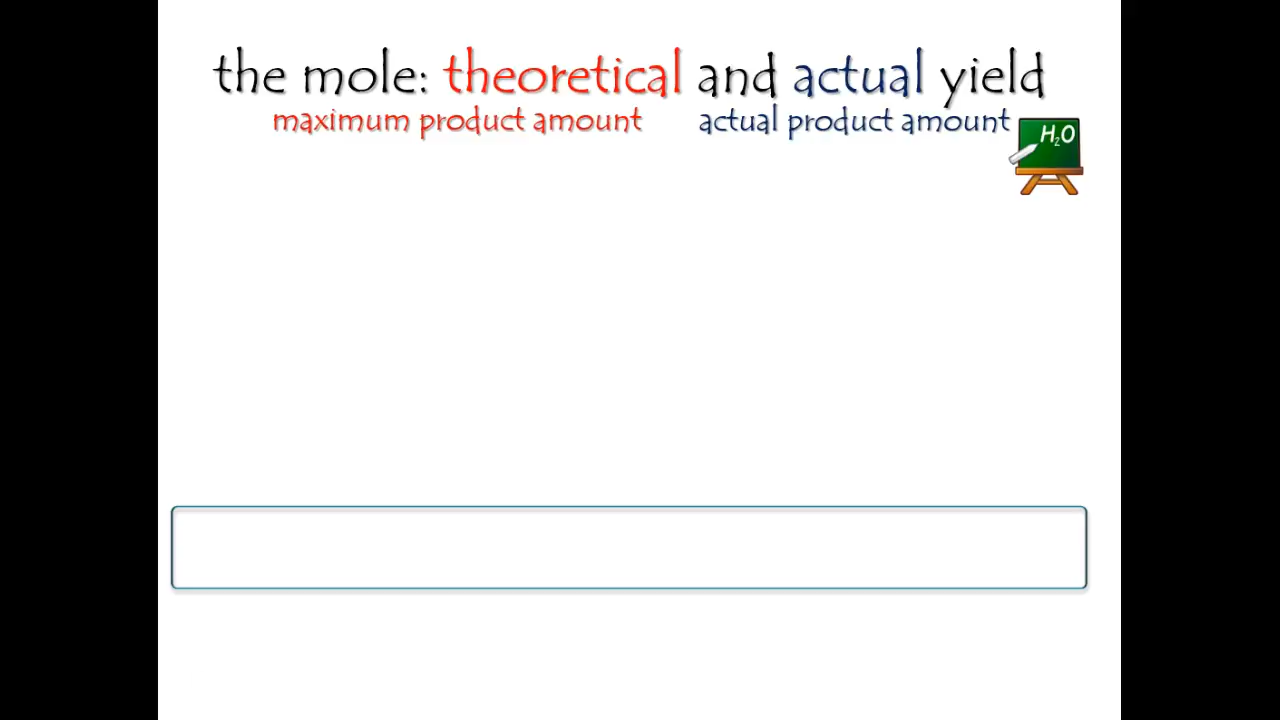 the mole: theoretical and actual yield
maximum product amount actual product amount
H₂O